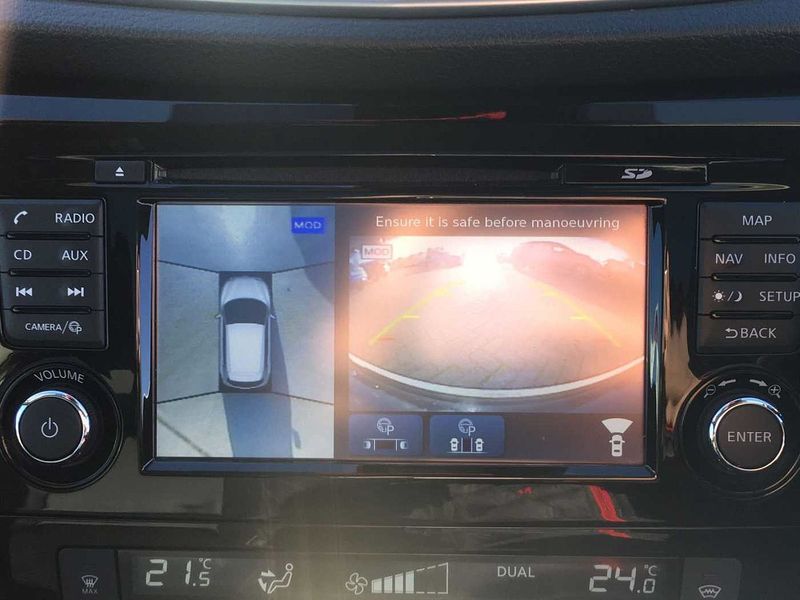 SD
RADIO
CD AUX
CAMERA/P
VOLUME
MOD
Ensure it is safe before manoeuvring
MOD
P
P
MAP
NAV INFO
SETUP
BACK
ENTER
MAX
21.5°C
DUAL
24.0°C